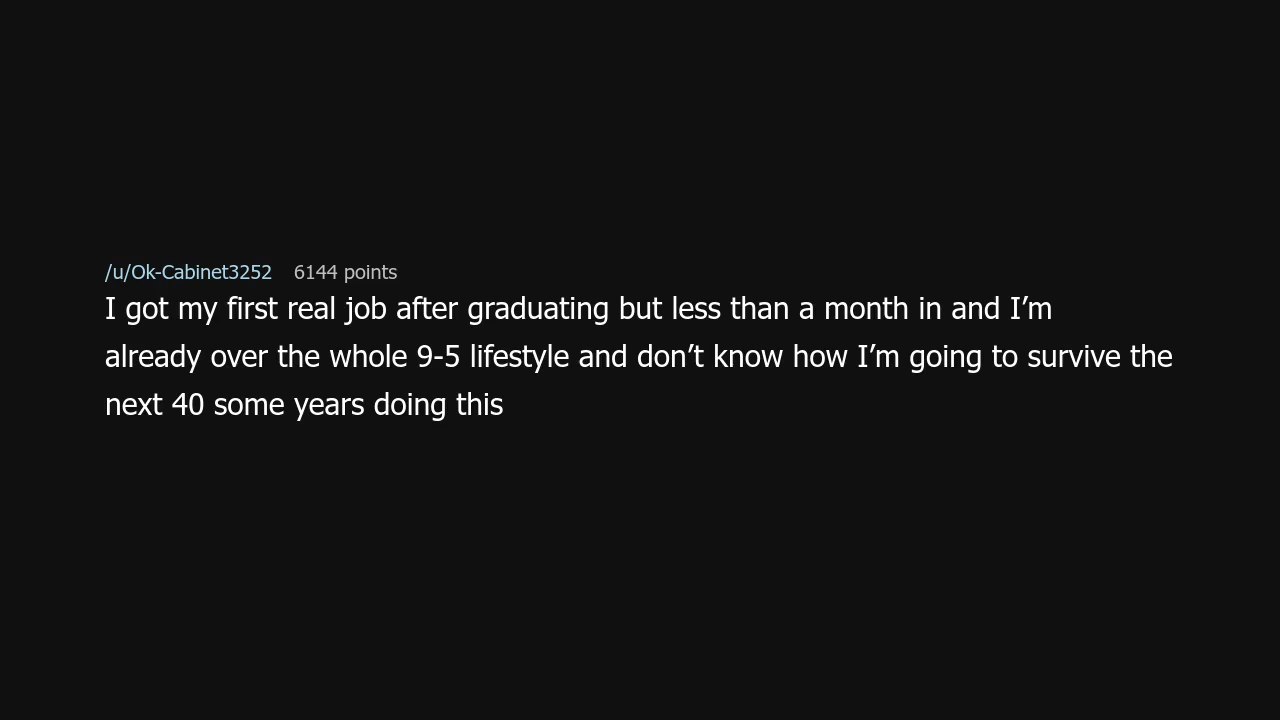 /u/Ok-Cabinet3252 6144 points
I got my first real job after graduating but less than a month in and I’m
already over the whole 9-5 lifestyle and don’t know how I’m going to survive the
next 40 some years doing this